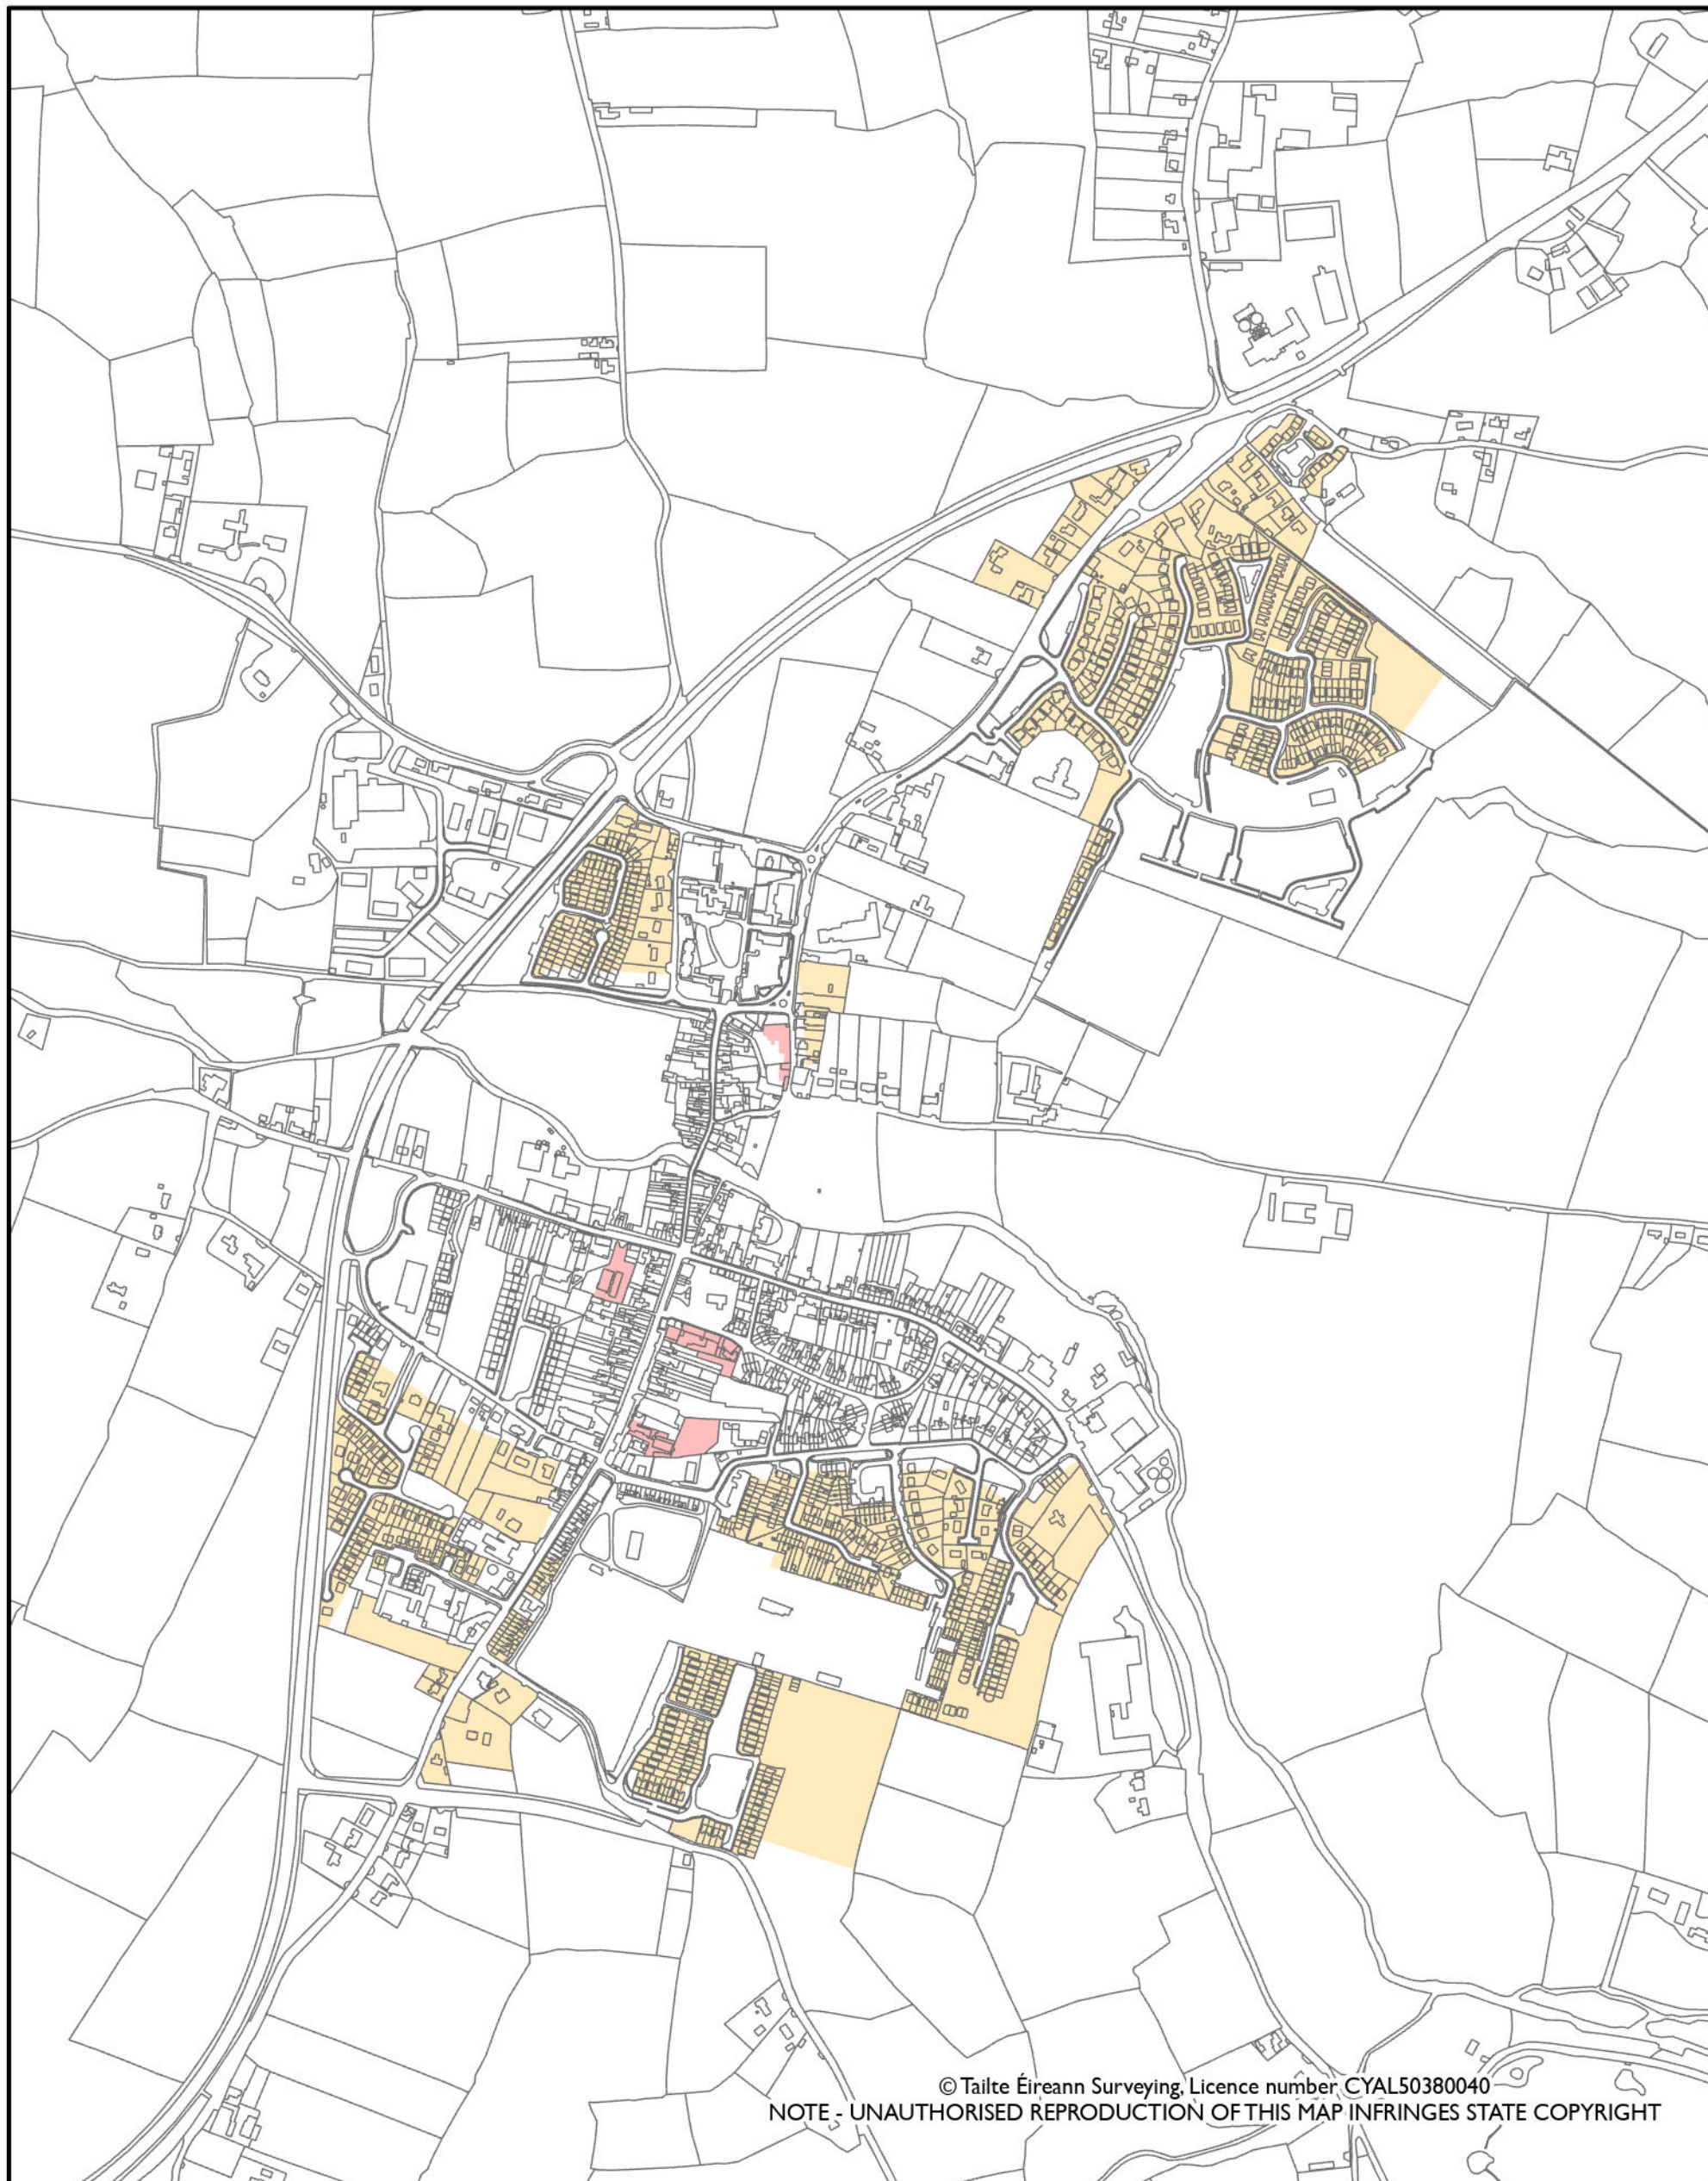 © Tailte Éireann Surveying, Licence number CYAL50380040
NOTE - UNAUTHORISED REPRODUCTION OF THIS MAP INFRINGES STATE COPYRIGHT